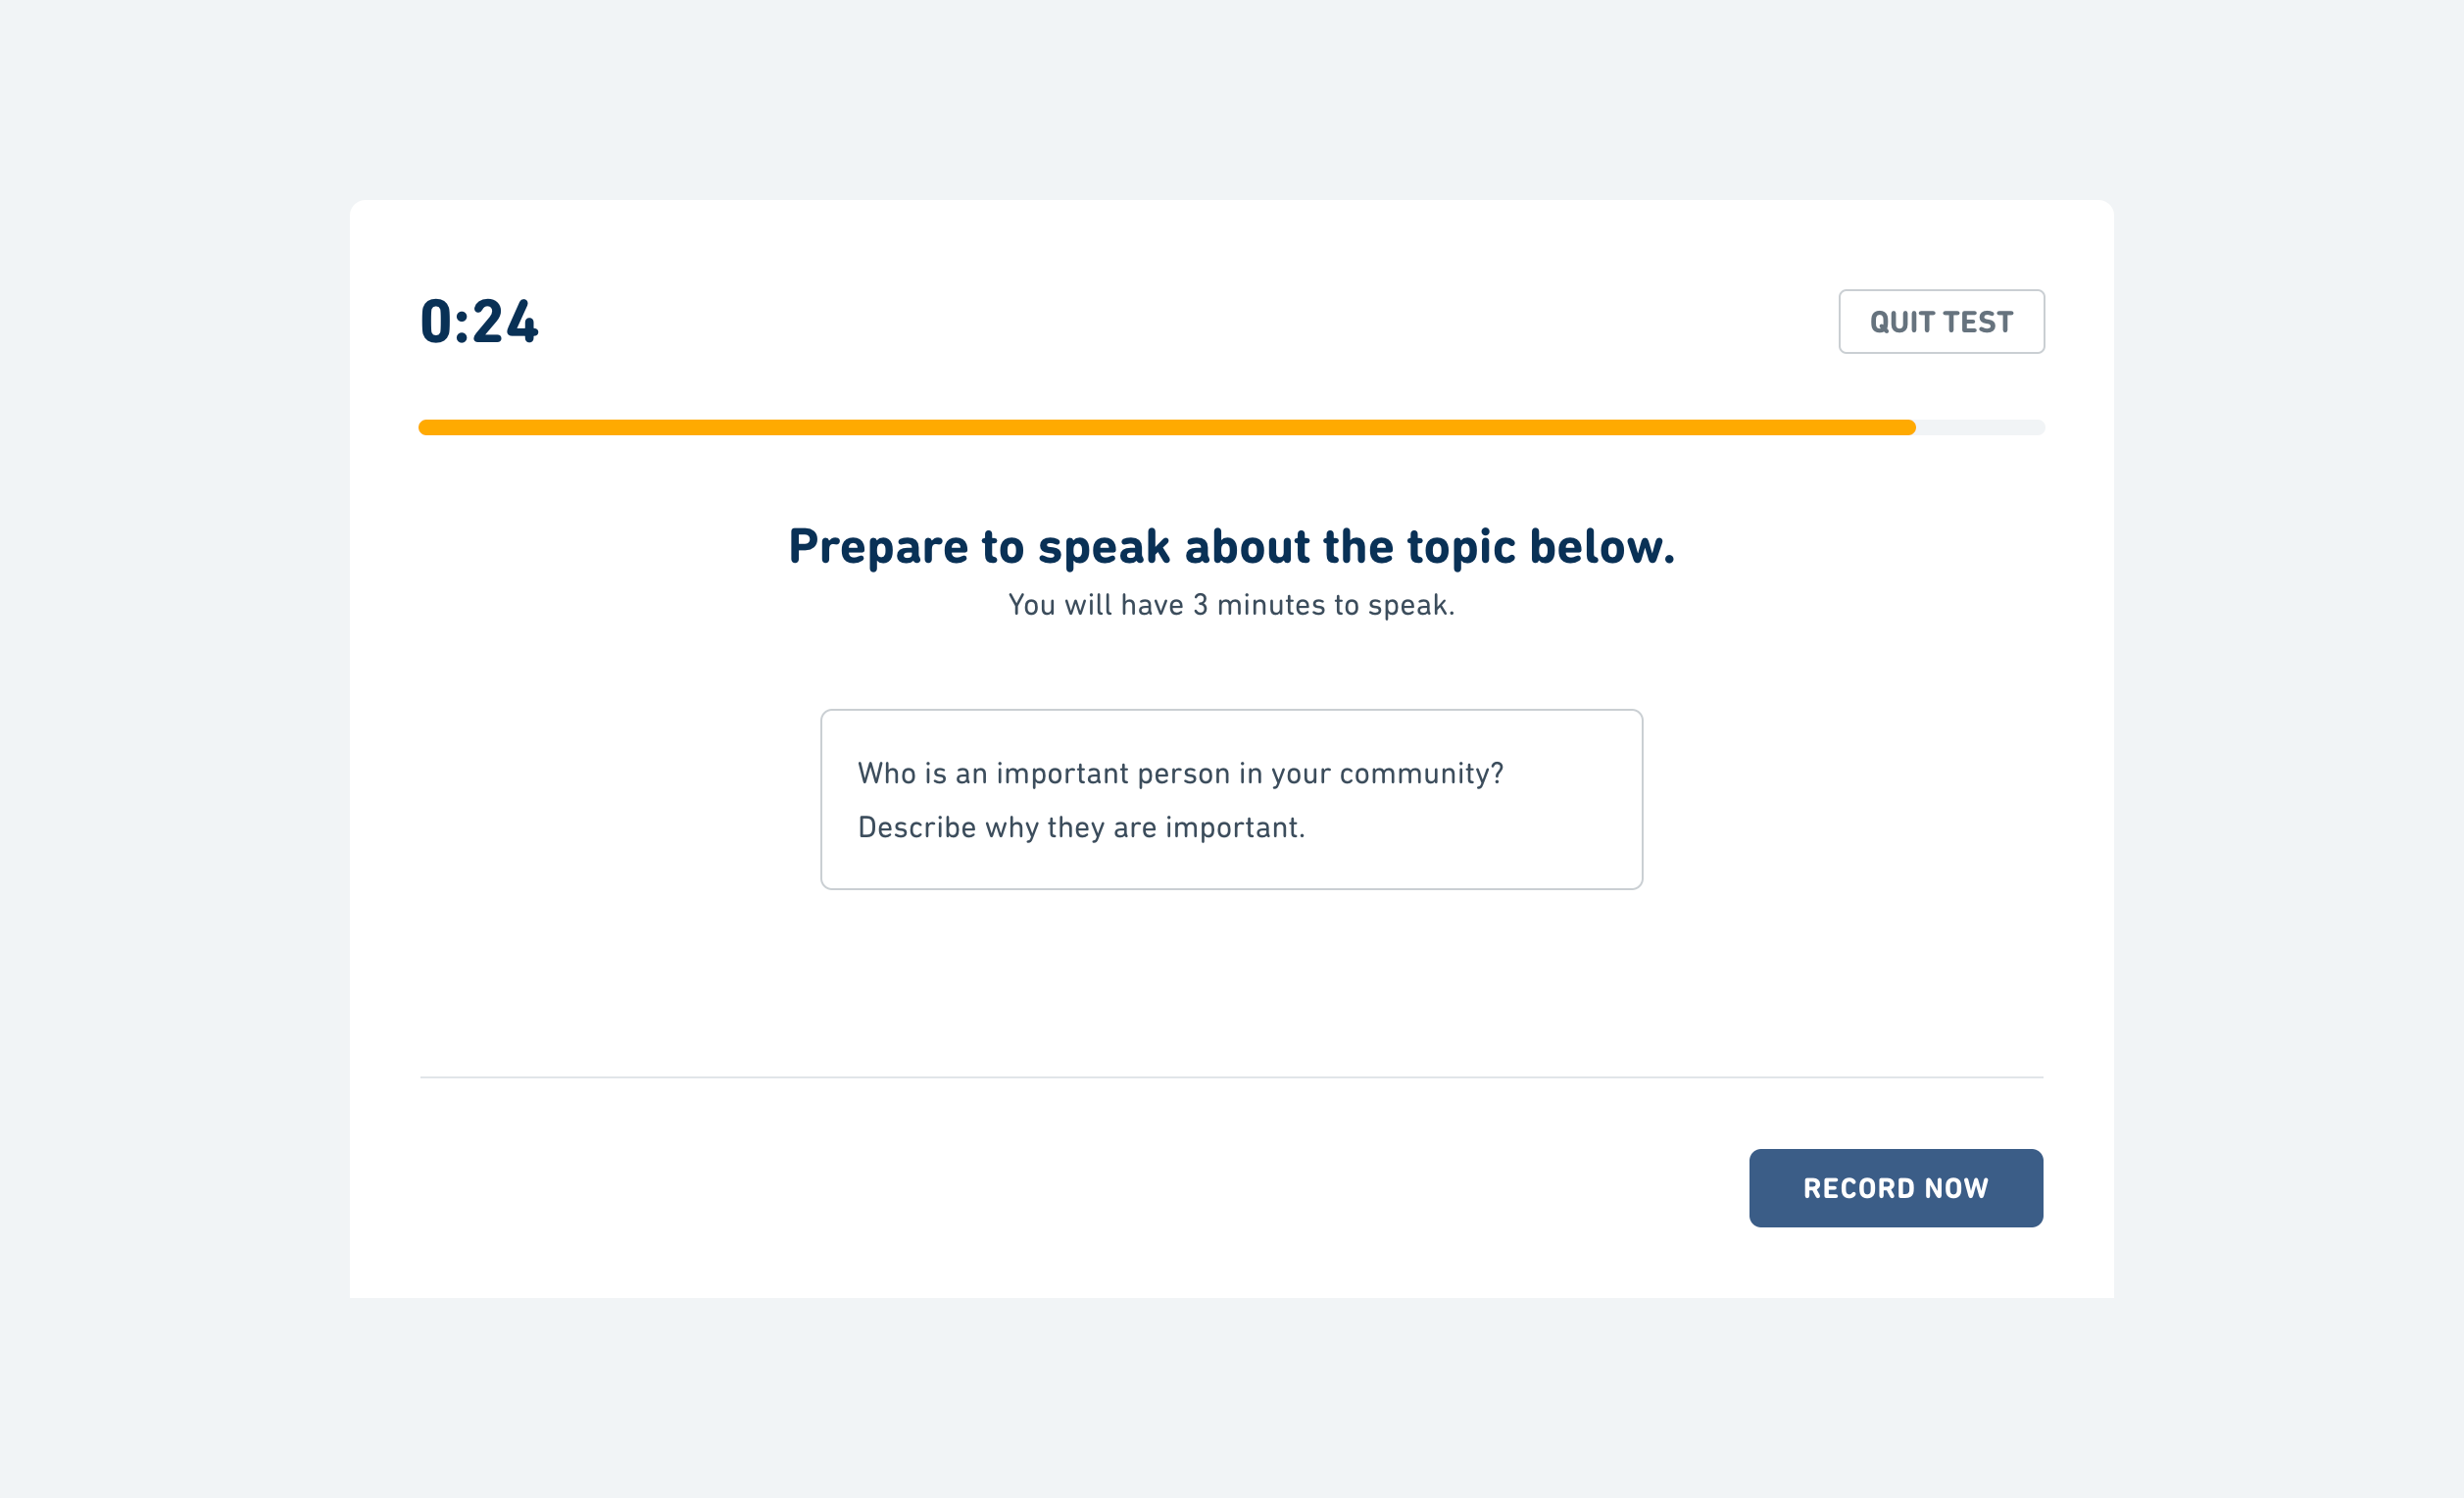 0:24
QUIT TEST
Prepare to speak about the topic below.
You will have 3 minutes to speak.
Who is an important person in your community?
Describe why they are important.
RECORD NOW